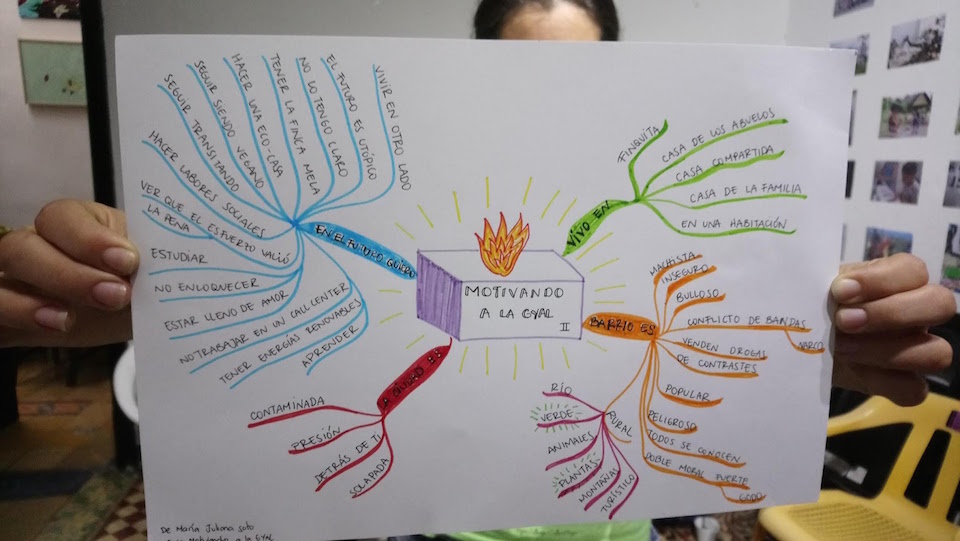 MOTIVANDO
A LA GYAL
II
EN EL FUTURO QUIERO
VIVIR EN OTRO LADO
EL FUTURO ES UTÓPICO
NO LO TENGO CLARO
TENER LA FINCA MELA
HACER UNA ECO-CASA
SEGUIR SIENDO VEGANO
SEGUIR TRANSITANDO
HACER LABORES SOCIALES
VER QUE EL ESFUERZO VALIÓ
LA PENA
ESTUDIAR
NO ENLOQUECER
ESTAR LLENO DE AMOR
NO TRABAJAR EN UN CALL CENTER
TENER ENERGÍAS RENOVABLES
APRENDER
VIVO EN
FINQUITA
CASA DE LOS ABUELOS
CASA COMPARTIDA
CASA DE LA FAMILIA
EN UNA HABITACIÓN
BARRIO ES
MACHISTA
INSEGURO
BULLOSO
CONFLICTO DE BANDAS
NARCO
VENDEN DROGAS
DE CONTRASTES
POPULAR
PELIGROSO
TODOS SE CONOCEN
DOBLE MORAL FUERTE
GODO
RURAL
RÍO
VERDE
ANIMALES
PLANTAS
MONTAÑAS
TURÍSTICO
ES
CONTAMINADA
PRESIÓN
DETRÁS DE TI
SOLAPADA
De María Juliana Soto
Motivando a la GYAL